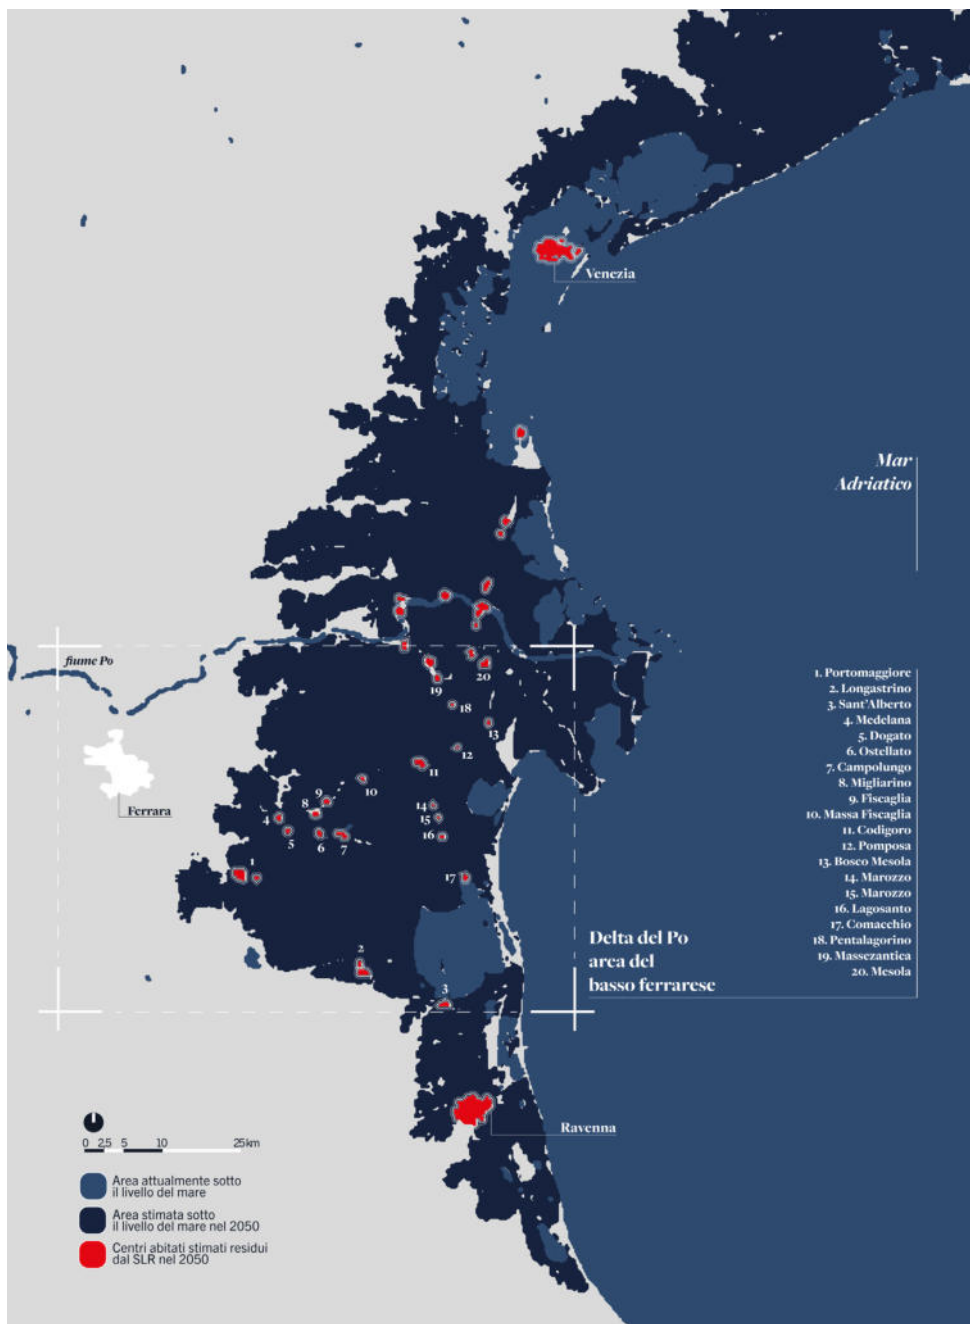 Venezia
Mar
Adriatico
fiume Po
19
20
18
13
12
11
10
9
8
4
5
6
7
14
15
16
1
17
2
3
Ferrara
1. Portomaggiore
2. Longastrino
3. Sant'Alberto
4. Medelana
5. Dogato
6. Ostellato
7. Campolungo
8. Migliarino
9. Fiscaglia
10. Massa Fiscaglia
11. Codigoro
12. Pomposa
13. Bosco Mesola
14. Marozzo
15. Marozzo
16. Lagosanto
17. Comacchio
18. Pentalagorino
19. Massezantica
20. Mesola
Delta del Po
area del
basso ferrarese
Ravenna
0 2,5 5 10 25km
Area attualmente sotto
il livello del mare
Area stimata sotto
il livello del mare nel 2050
Centri abitati stimati residui
dal SLR nel 2050